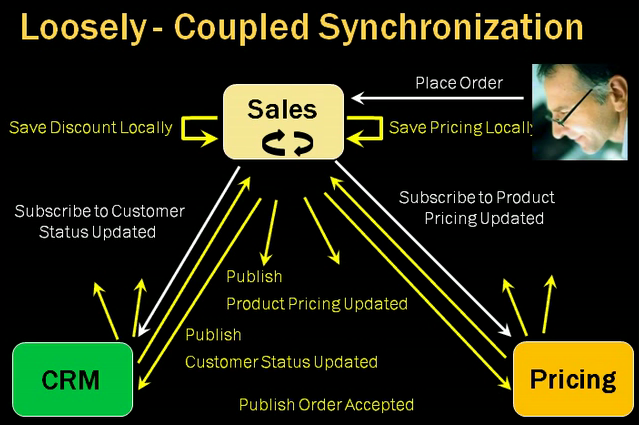 Loosely - Coupled Synchronization
Place Order
Sales
Save Discount Locally
Save Pricing Locally
Subscribe to Customer
Status Updated
Subscribe to Product
Pricing Updated
Publish
Product Pricing Updated
Publish
Customer Status Updated
CRM
Pricing
Publish Order Accepted